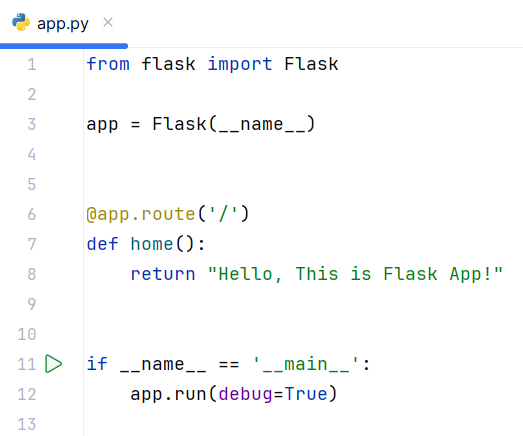 app.py ×
1 from flask import Flask
2
3 app = Flask(__name__)
4
5
6 @app.route('/')
7 def home():
8     return "Hello, This is Flask App!"
9
10
11 if __name__ == '__main__':
12     app.run(debug=True)
13